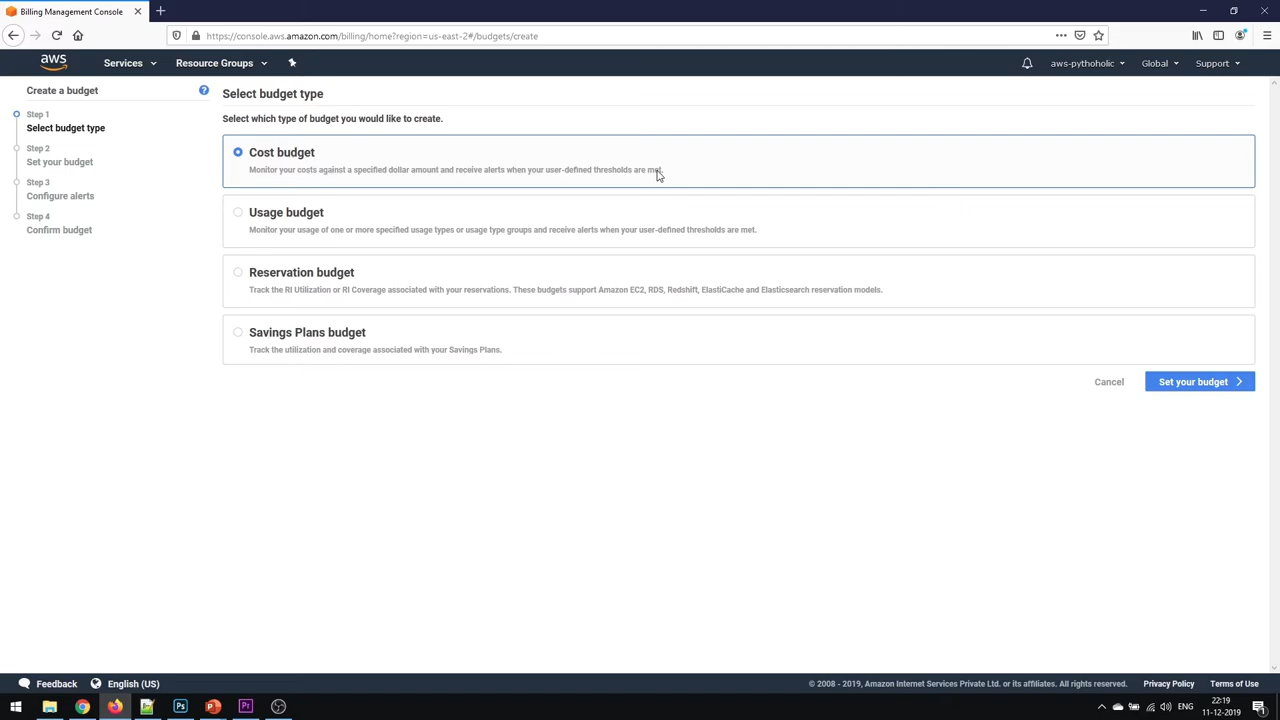 Billing Management Console
https://console.aws.amazon.com/billing/home?region=us-east-2#/budgets/create
aws
Services
Resource Groups
aws-pythoholic
Global
Support
Create a budget
Step 1
Select budget type
Step 2
Set your budget
Step 3
Configure alerts
Step 4
Confirm budget
Select budget type
Select which type of budget you would like to create.
Cost budget
Monitor your costs against a specified dollar amount and receive alerts when your user-defined thresholds are met.
Usage budget
Monitor your usage of one or more specified usage types or usage type groups and receive alerts when your user-defined thresholds are met.
Reservation budget
Track the RI Utilization or RI Coverage associated with your reservations. These budgets support Amazon EC2, RDS, Redshift, ElastiCache and Elasticsearch reservation models.
Savings Plans budget
Track the utilization and coverage associated with your Savings Plans.
Cancel
Set your budget
Feedback
English (US)
© 2008 - 2019, Amazon Internet Services Private Ltd. or its affiliates. All rights reserved.
Privacy Policy
Terms of Use
Ps
P
Pr
ENG
22:19
11-12-2019
1